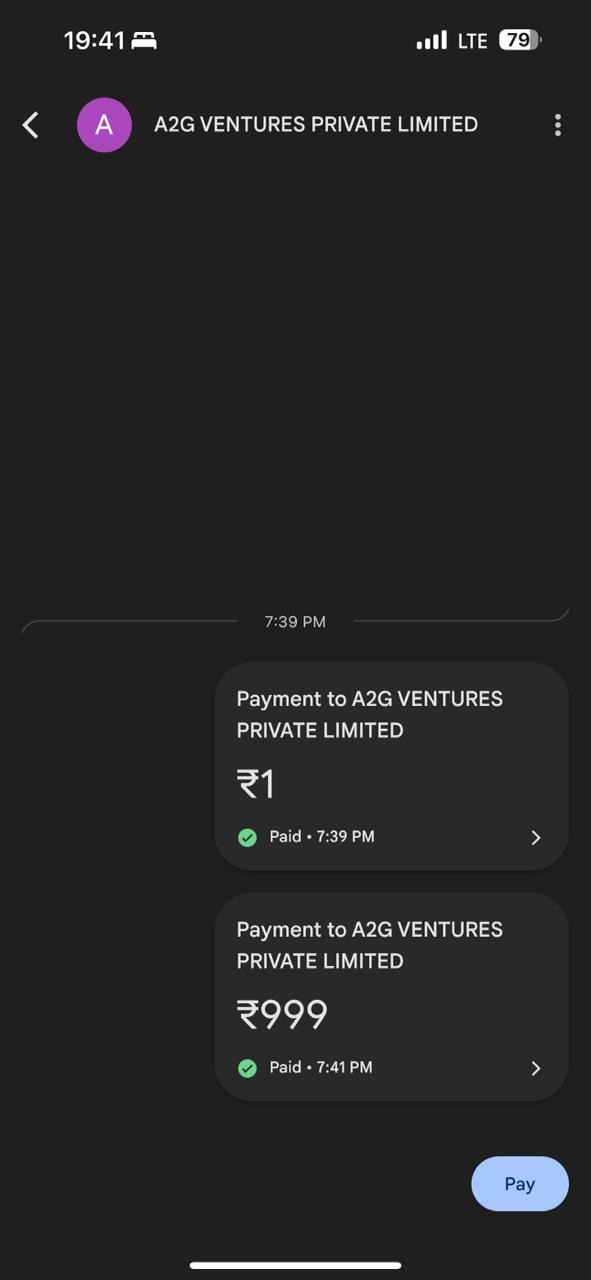 19:41 LTE 79
A A2G VENTURES PRIVATE LIMITED
7:39 PM
Payment to A2G VENTURES
PRIVATE LIMITED
₹1
Paid • 7:39 PM
Payment to A2G VENTURES
PRIVATE LIMITED
₹999
Paid • 7:41 PM
Pay